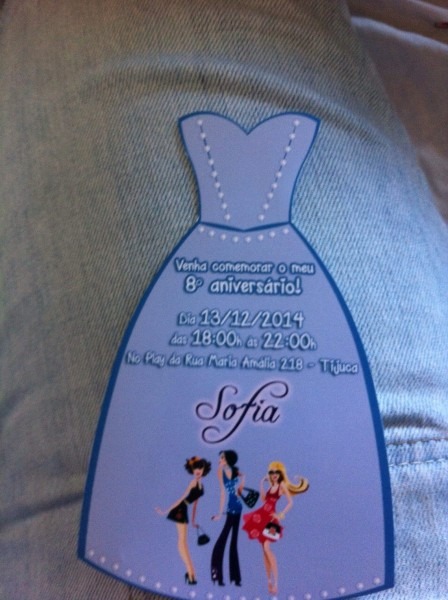 Venha comemorar o meu
8º aniversário!
Dia 13/12/2014
das 18:00h ás 22:00h
No Play da Rua Maria Amália 218 - Tijuca
Sofia